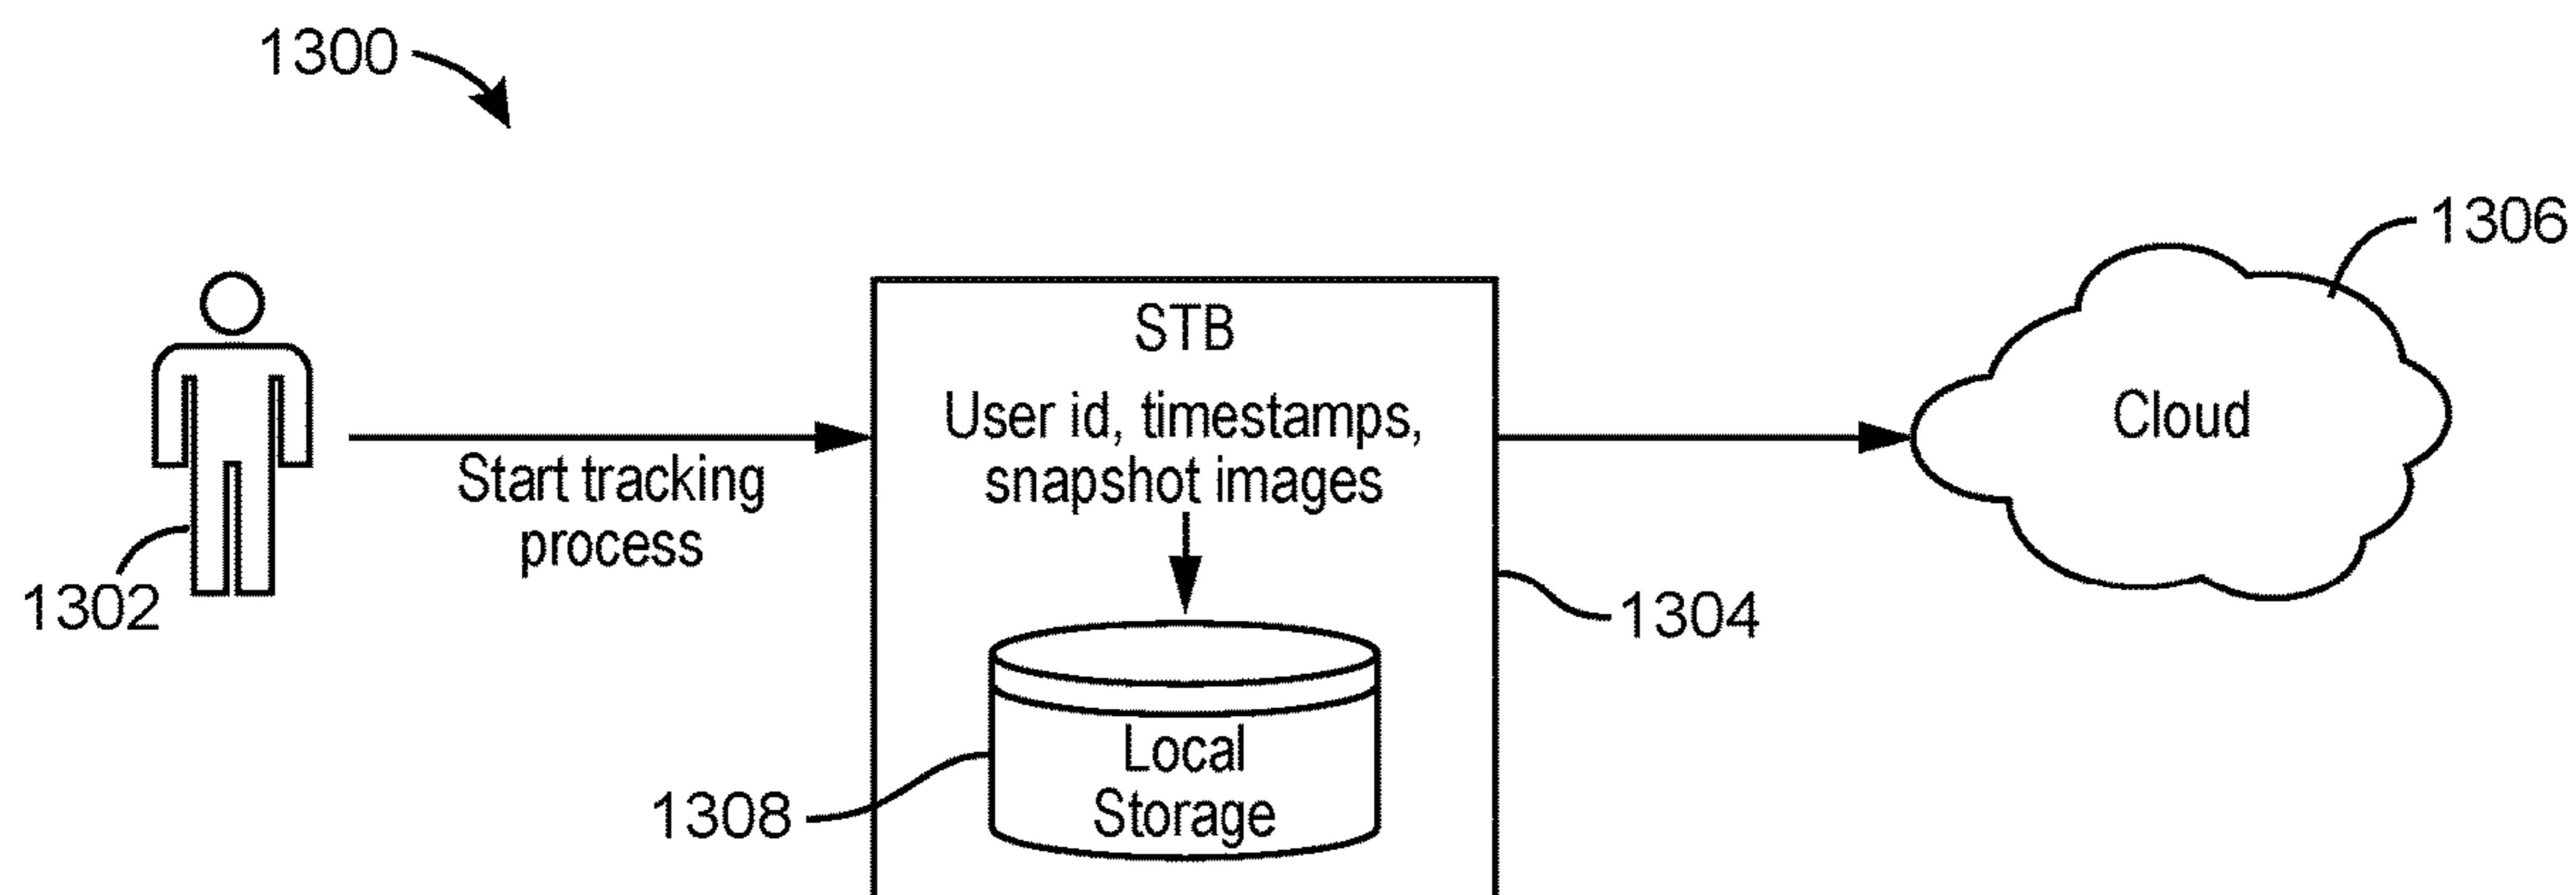 1300
1306
STB
User id, timestamps,
snapshot images
Cloud
Start tracking
process
1302
1304
Local
Storage
1308